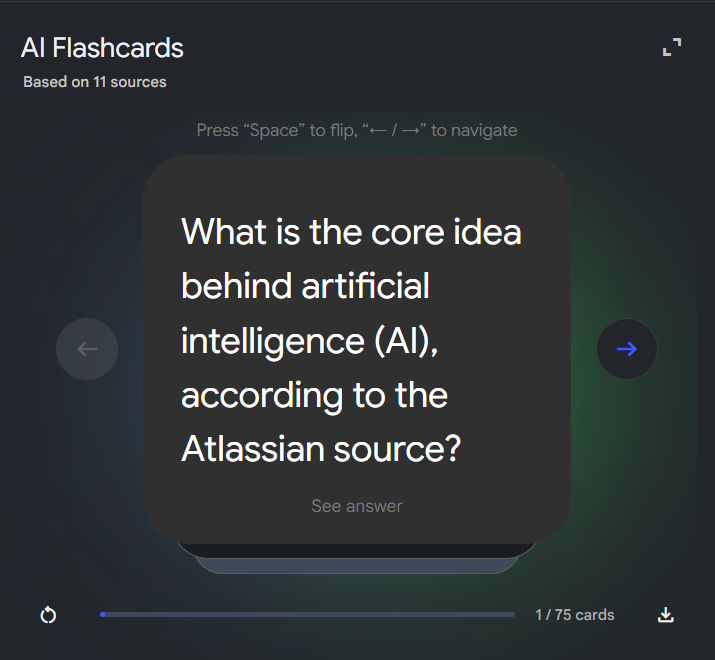 AI Flashcards
Based on 11 sources
Press “Space” to flip, “← / →” to navigate
What is the core idea
behind artificial
intelligence (AI),
according to the
Atlassian source?
See answer
1 / 75 cards